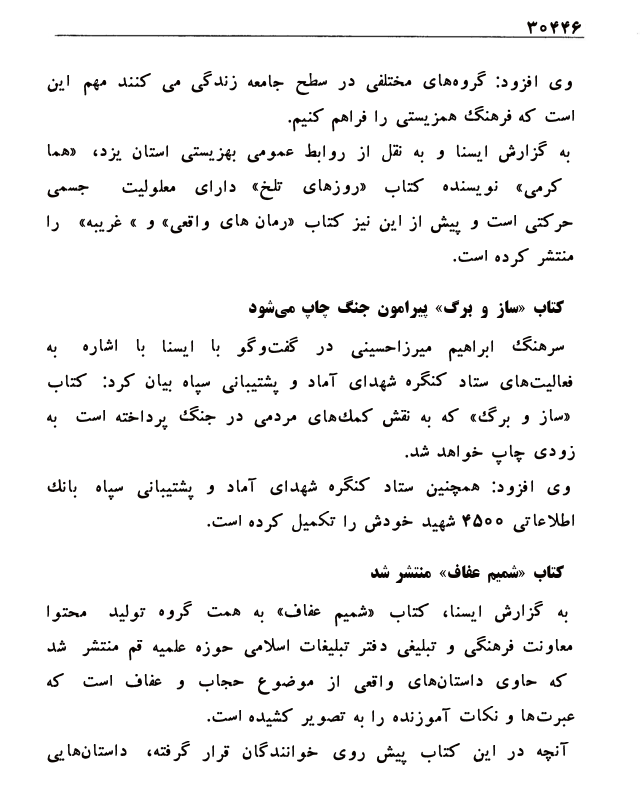 ۳۰۴۴۶
وی افزود: گروه‌های مختلفی در سطح جامعه زندگی می کنند مهم این
است که فرهنگ همزیستی را فراهم کنیم.
به گزارش ایسنا و به نقل از روابط عمومی بهزیستی استان یزد، «هما
کرمی» نویسنده کتاب «روزهای تلخ» دارای معلولیت جسمی
حرکتی است و پیش از این نیز کتاب «رمان های واقعی» و » غریبه» را
منتشر کرده است.
کتاب «ساز و برگ» پیرامون جنگ چاپ می‌شود
سرهنگ ابراهیم میرزاحسینی در گفت‌وگو با ایسنا با اشاره به
فعالیت‌های ستاد کنگره شهدای آماد و پشتیبانی سپاه بیان کرد: کتاب
«ساز و برگ» که به نقش کمك‌های مردمی در جنگ پرداخته است به
زودی چاپ خواهد شد.
وی افزود: همچنین ستاد کنگره شهدای آماد و پشتیبانی سپاه بانك
اطلاعاتی ۴۵۰۰ شهید خودش را تکمیل کرده است.
کتاب «شمیم عفاف» منتشر شد
به گزارش ایسنا، کتاب «شمیم عفاف» به همت گروه تولید محتوا
معاونت فرهنگی و تبلیغی دفتر تبلیغات اسلامی حوزه علمیه قم منتشر شد
که حاوی داستان‌های واقعی از موضوع حجاب و عفاف است که
عبرت‌ها و نکات آموزنده را به تصویر کشیده است.
آنچه در این کتاب پیش روی خوانندگان قرار گرفته، داستان‌هایی